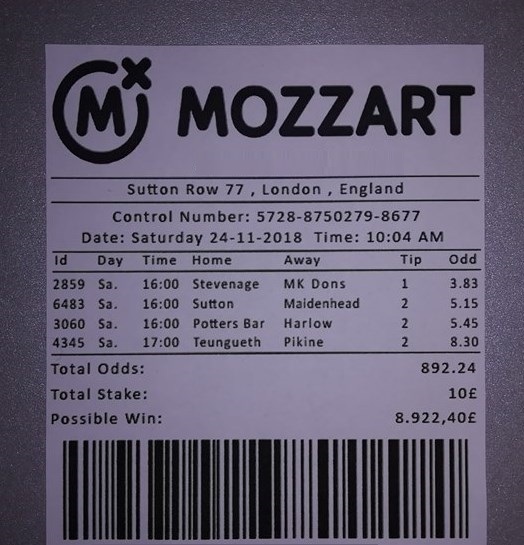 MX MOZZART
Sutton Row 77 , London , England
Control Number: 5728-8750279-8677
Date: Saturday 24-11-2018 Time: 10:04 AM
Id Day Time Home Away Tip Odd
2859 Sa. 16:00 Stevenage MK Dons 1 3.83
6483 Sa. 16:00 Sutton Maidenhead 2 5.15
3060 Sa. 16:00 Potters Bar Harlow 2 5.45
4345 Sa. 17:00 Teungueth Pikine 2 8.30
Total Odds: 892.24
Total Stake: 10£
Possible Win: 8.922,40£